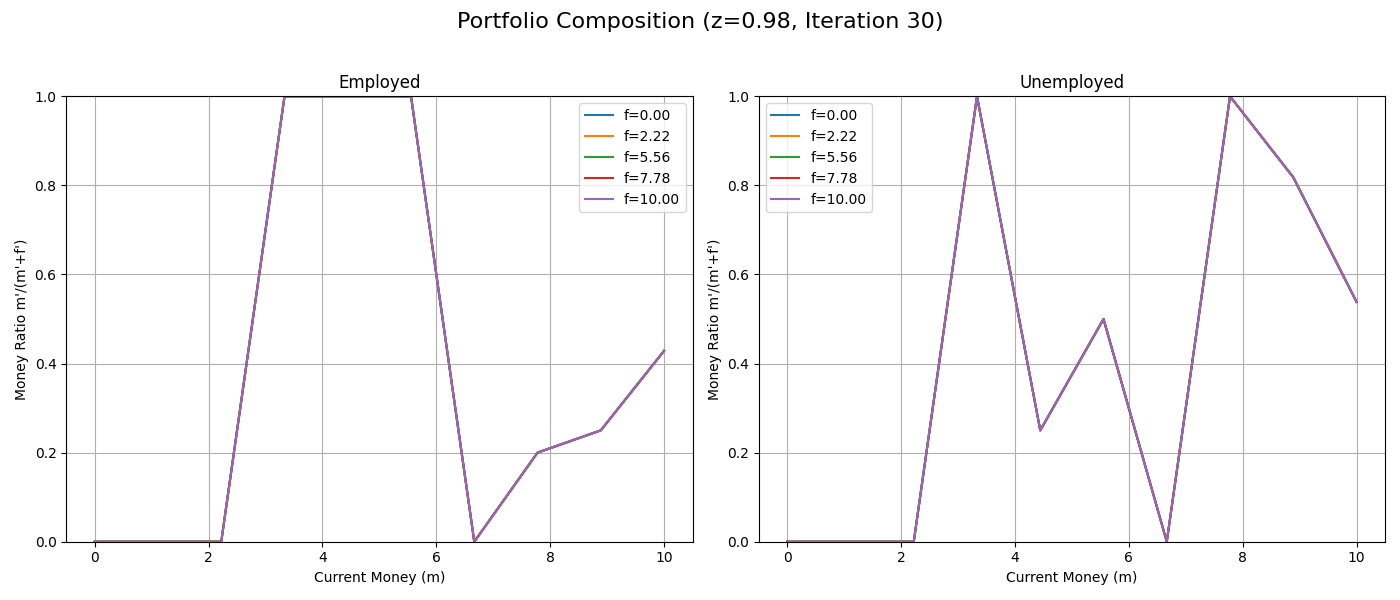 Portfolio Composition (z=0.98, Iteration 30)
Employed
1.0
0.8
0.6
0.4
0.2
0.0
Money Ratio m'/(m'+f')
f=0.00
f=2.22
f=5.56
f=7.78
f=10.00
0
2
4
6
8
10
Current Money (m)
Unemployed
1.0
0.8
0.6
0.4
0.2
0.0
Money Ratio m'/(m'+f')
f=0.00
f=2.22
f=5.56
f=7.78
f=10.00
0
2
4
6
8
10
Current Money (m)